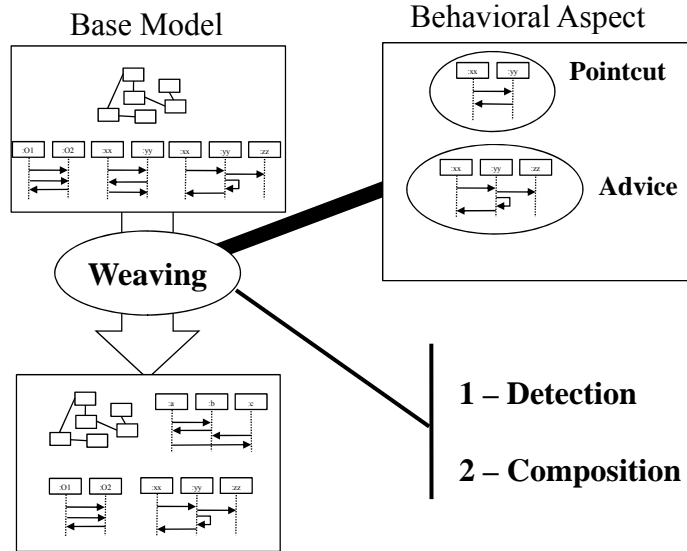 Base Model
Behavioral Aspect
:xx :yy
Pointcut
:O1 :O2 :xx :yy :xx :yy :zz
:xx :yy :zz
Advice
Weaving
:a :b :c
1 – Detection
:O1 :O2 :xx :yy :zz
2 – Composition